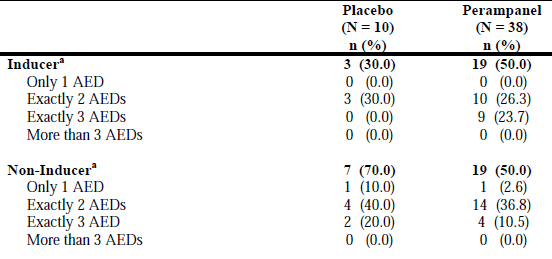 Placebo Perampanel
(N = 10) (N = 38)
n (%) n (%)
Inducerª 3 (30.0) 19 (50.0)
Only 1 AED 0 (0.0) 0 (0.0)
Exactly 2 AEDs 3 (30.0) 10 (26.3)
Exactly 3 AEDs 0 (0.0) 9 (23.7)
More than 3 AEDs 0 (0.0) 0 (0.0)
Non-Inducerª 7 (70.0) 19 (50.0)
Only 1 AED 1 (10.0) 1 (2.6)
Exactly 2 AEDs 4 (40.0) 14 (36.8)
Exactly 3 AED 2 (20.0) 4 (10.5)
More than 3 AEDs 0 (0.0) 0 (0.0)